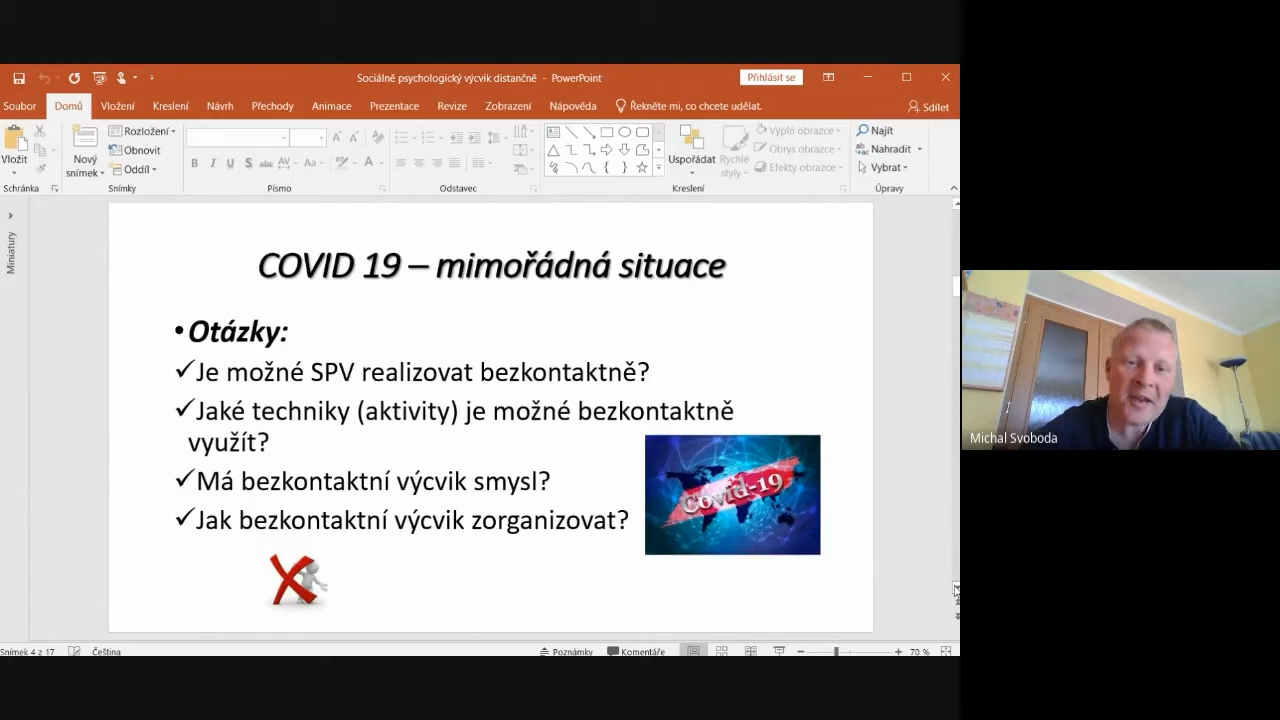 Sociálně psychologický výcvik distančně - PowerPoint
Přihlásit se
Soubor Domů Vložení Kreslení Návrh Přechody Animace Prezentace Revize Zobrazení Nápověda Řekněte mi, co chcete udělat. Sdílet
Vložit
Nový snímek
Rozložení
Obnovit
Oddíl
Uspořádat
Rychlé styly
Výplň obrazce
Obrys obrazce
Efekty obrazce
Najít
Nahradit
Vybrat
Schránka Snímky Písmo Odstavec Kreslení Úpravy
Miniatury
COVID 19 – mimořádná situace
• Otázky:
✓Je možné SPV realizovat bezkontaktně?
✓Jaké techniky (aktivity) je možné bezkontaktně
využít?
✓Má bezkontaktní výcvik smysl?
✓Jak bezkontaktní výcvik zorganizovat?
Covid-19
Michal Svoboda
Snímek 4 z 17 Čeština Poznámky Komentáře 70 %